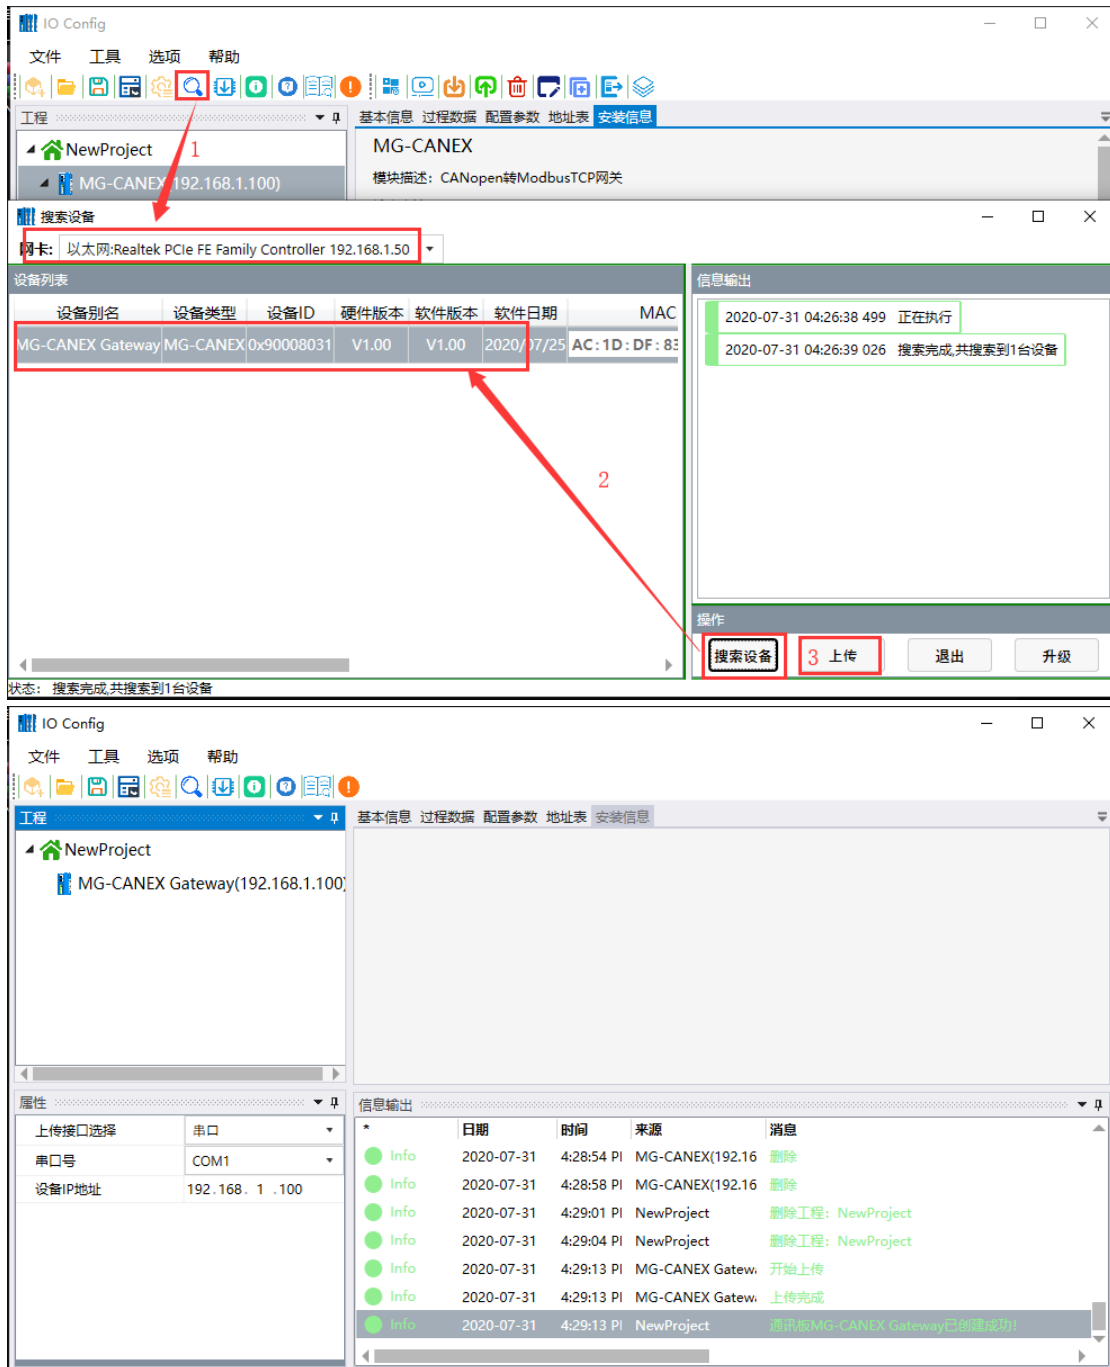 IO Config
文件 工具 选项 帮助
工程
基本信息 过程数据 配置参数 地址表 安装信息
NewProject
1
MG-CANEX
MG-CANEX(192.168.1.100)
模块描述：CANopen转ModbusTCP网关
搜索设备
网卡: 以太网:Realtek PCIe FE Family Controller 192.168.1.50
设备列表
信息输出
设备别名 设备类型 设备ID 硬件版本 软件版本 软件日期 MAC
MG-CANEX Gateway MG-CANEX 0x90008031 V1.00 V1.00 2020/07/25 AC:1D:DF:83
2020-07-31 04:26:38 499 正在执行
2020-07-31 04:26:39 026 搜索完成,共搜索到1台设备
2
操作
搜索设备 3 上传 退出 升级
状态: 搜索完成,共搜索到1台设备
IO Config
文件 工具 选项 帮助
工程
基本信息 过程数据 配置参数 地址表 安装信息
NewProject
MG-CANEX Gateway(192.168.1.100)
属性
信息输出
上传接口选择 串口
串口号 COM1
设备IP地址 192.168. 1 .100
* 日期 时间 来源 消息
Info 2020-07-31 4:28:54 PI MG-CANEX(192.16 删除
Info 2020-07-31 4:28:58 PI MG-CANEX(192.16 删除
Info 2020-07-31 4:29:01 PI NewProject 删除工程：NewProject
Info 2020-07-31 4:29:04 PI NewProject 删除工程：NewProject
Info 2020-07-31 4:29:13 PI MG-CANEX Gatew 开始上传
Info 2020-07-31 4:29:13 PI MG-CANEX Gatew 上传完成
Info 2020-07-31 4:29:13 PI NewProject 通讯板MG-CANEX Gateway已创建成功!